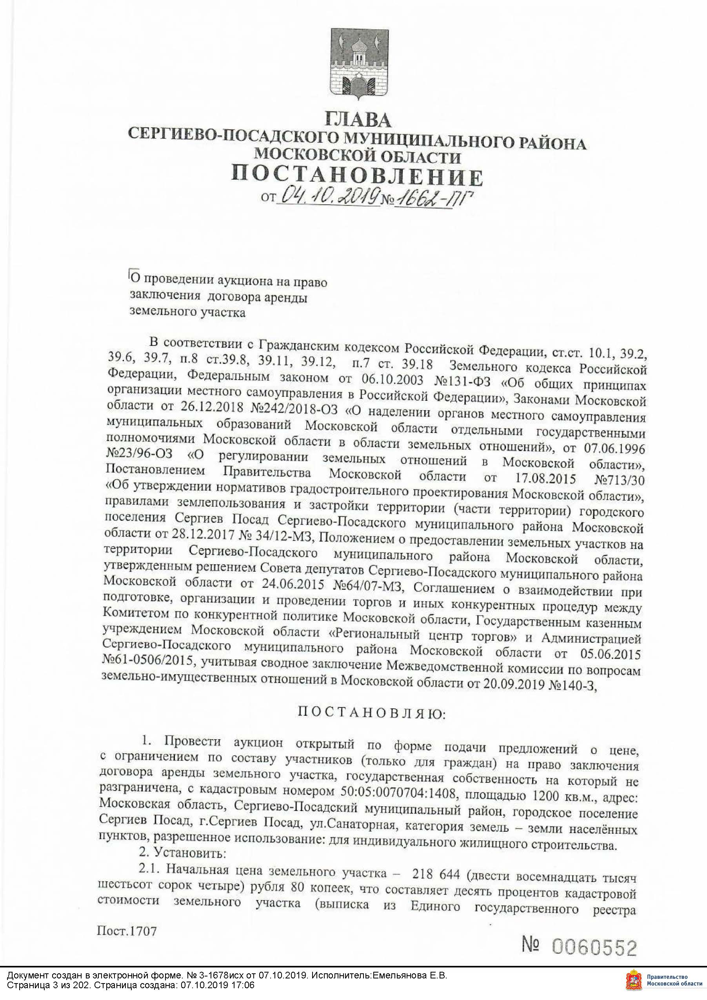 ГЛАВА
СЕРГИЕВО-ПОСАДСКОГО МУНИЦИПАЛЬНОГО РАЙОНА
МОСКОВСКОЙ ОБЛАСТИ
ПОСТАНОВЛЕНИЕ
от 04.10.2019 № 1662-ПГ
О проведении аукциона на право
заключения договора аренды
земельного участка
В соответствии с Гражданским кодексом Российской Федерации, ст.ст. 10.1, 39.2,
39.6, 39.7, п.8 ст.39.8, 39.11, 39.12, п.7 ст. 39.18 Земельного кодекса Российской
Федерации, Федеральным законом от 06.10.2003 №131-ФЗ «Об общих принципах
организации местного самоуправления в Российской Федерации», Законами Московской
области от 26.12.2018 №242/2018-ОЗ «О наделении органов местного самоуправления
муниципальных образований Московской области отдельными государственными
полномочиями Московской области в области земельных отношений», от 07.06.1996
№23/96-ОЗ «О регулировании земельных отношений в Московской области»,
Постановлением Правительства Московской области от 17.08.2015 №713/30
«Об утверждении нормативов градостроительного проектирования Московской области»,
правилами землепользования и застройки территории (части территории) городского
поселения Сергиев Посад Сергиево-Посадского муниципального района Московской
области от 28.12.2017 № 34/12-МЗ, Положением о предоставлении земельных участков на
территории Сергиево-Посадского муниципального района Московской области,
утвержденным решением Совета депутатов Сергиево-Посадского муниципального района
Московской области от 24.06.2015 №64/07-МЗ, Соглашением о взаимодействии при
подготовке, организации и проведении торгов и иных конкурентных процедур между
Комитетом по конкурентной политике Московской области, Государственным казенным
учреждением Московской области «Региональный центр торгов» и Администрацией
Сергиево-Посадского муниципального района Московской области от 05.06.2015
№61-0506/2015, учитывая сводное заключение Межведомственной комиссии по вопросам
земельно-имущественных отношений в Московской области от 20.09.2019 №140-З,
П О С Т А Н О В Л Я Ю:
1. Провести аукцион открытый по форме подачи предложений о цене,
с ограничением по составу участников (только для граждан) на право заключения
договора аренды земельного участка, государственная собственность на который не
разграничена, с кадастровым номером 50:05:0070704:1408, площадью 1200 кв.м., адрес:
Московская область, Сергиево-Посадский муниципальный район, городское поселение
Сергиев Посад, г.Сергиев Посад, ул.Санаторная, категория земель – земли населённых
пунктов, разрешенное использование: для индивидуального жилищного строительства.
2. Установить:
2.1. Начальная цена земельного участка – 218 644 (двести восемнадцать тысяч
шестьсот сорок четыре) рубля 80 копеек, что составляет десять процентов кадастровой
стоимости земельного участка (выписка из Единого государственного реестра
Пост.1707
№ 0060552
Документ создан в электронной форме. № 3-1678исх от 07.10.2019. Исполнитель:Емельянова Е.В.
Страница 3 из 202. Страница создана: 07.10.2019 17:06
Правительство
Московской области